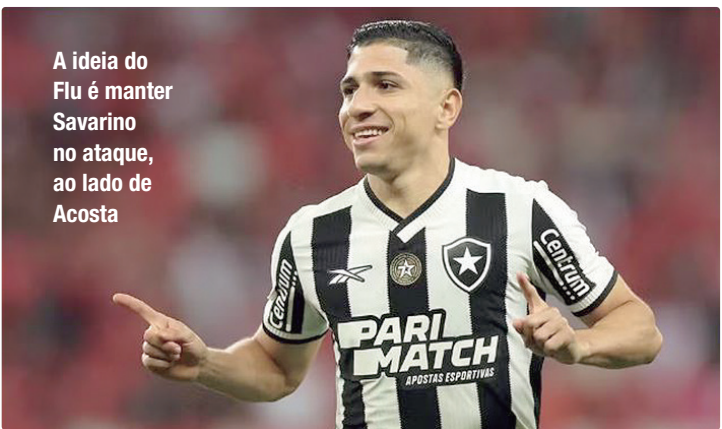 A ideia do
Flu é manter
Savarino
no ataque,
ao lado de
Acosta
Centrum
Centrum
PARI
MATCH
APOSTAS ESPORTIVAS